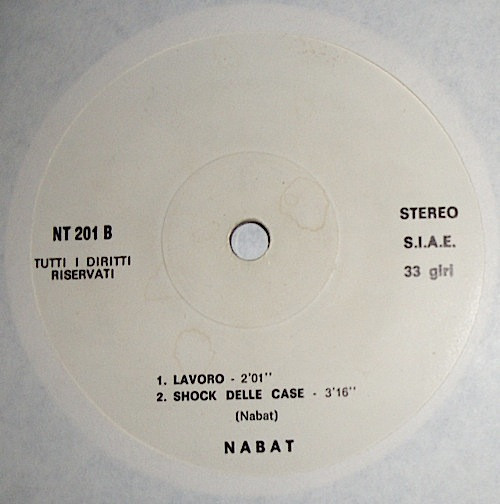 NT 201 B
TUTTI I DIRITTI
RISERVATI
STEREO
S.I.A.E.
33 giri
1. LAVORO - 2'01''
2. SHOCK DELLE CASE - 3'16''
(Nabat)
NABAT